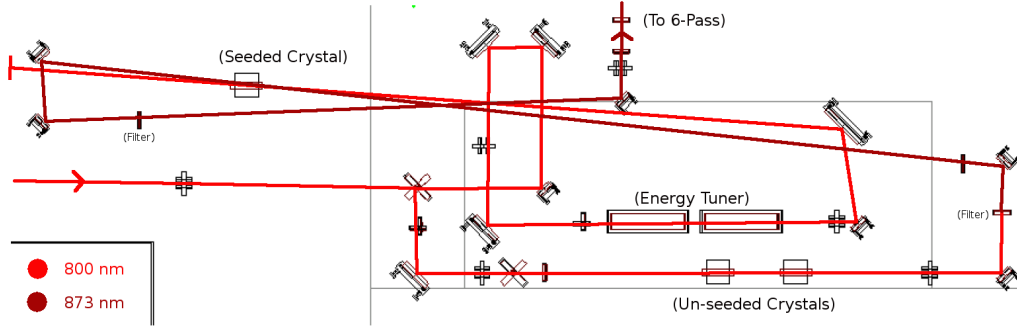 (To 6-Pass)
(Seeded Crystal)
(Filter)
(Energy Tuner)
(Filter)
800 nm
873 nm
(Un-seeded Crystals)